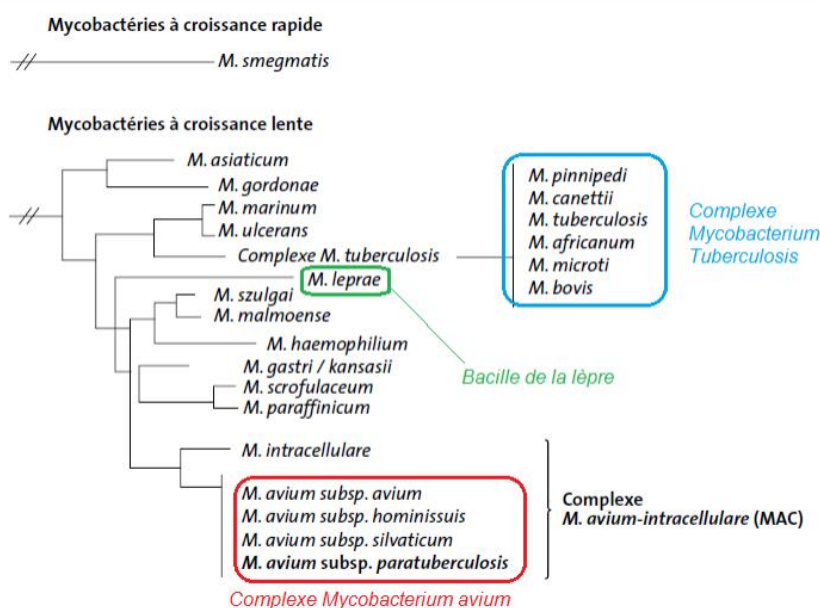 Mycobactéries à croissance rapide
M. smegmatis
Mycobactéries à croissance lente
M. asiaticum
M. gordonae
M. marinum
M. ulcerans
Complexe M. tuberculosis
M. leprae
M. szulgai
M. malmoense
M. haemophilium
M. gastri / kansasii
M. scrofulaceum
M. paraffinicum
M. intracellulare
M. avium subsp. avium
M. avium subsp. hominissuis
M. avium subsp. silvaticum
M. avium subsp. paratuberculosis
Complexe Mycobacterium avium
M. pinnipedi
M. canettii
M. tuberculosis
M. africanum
M. microti
M. bovis
Complexe
Mycobacterium
Tuberculosis
Bacille de la lèpre
Complexe
M. avium-intracellulare (MAC)